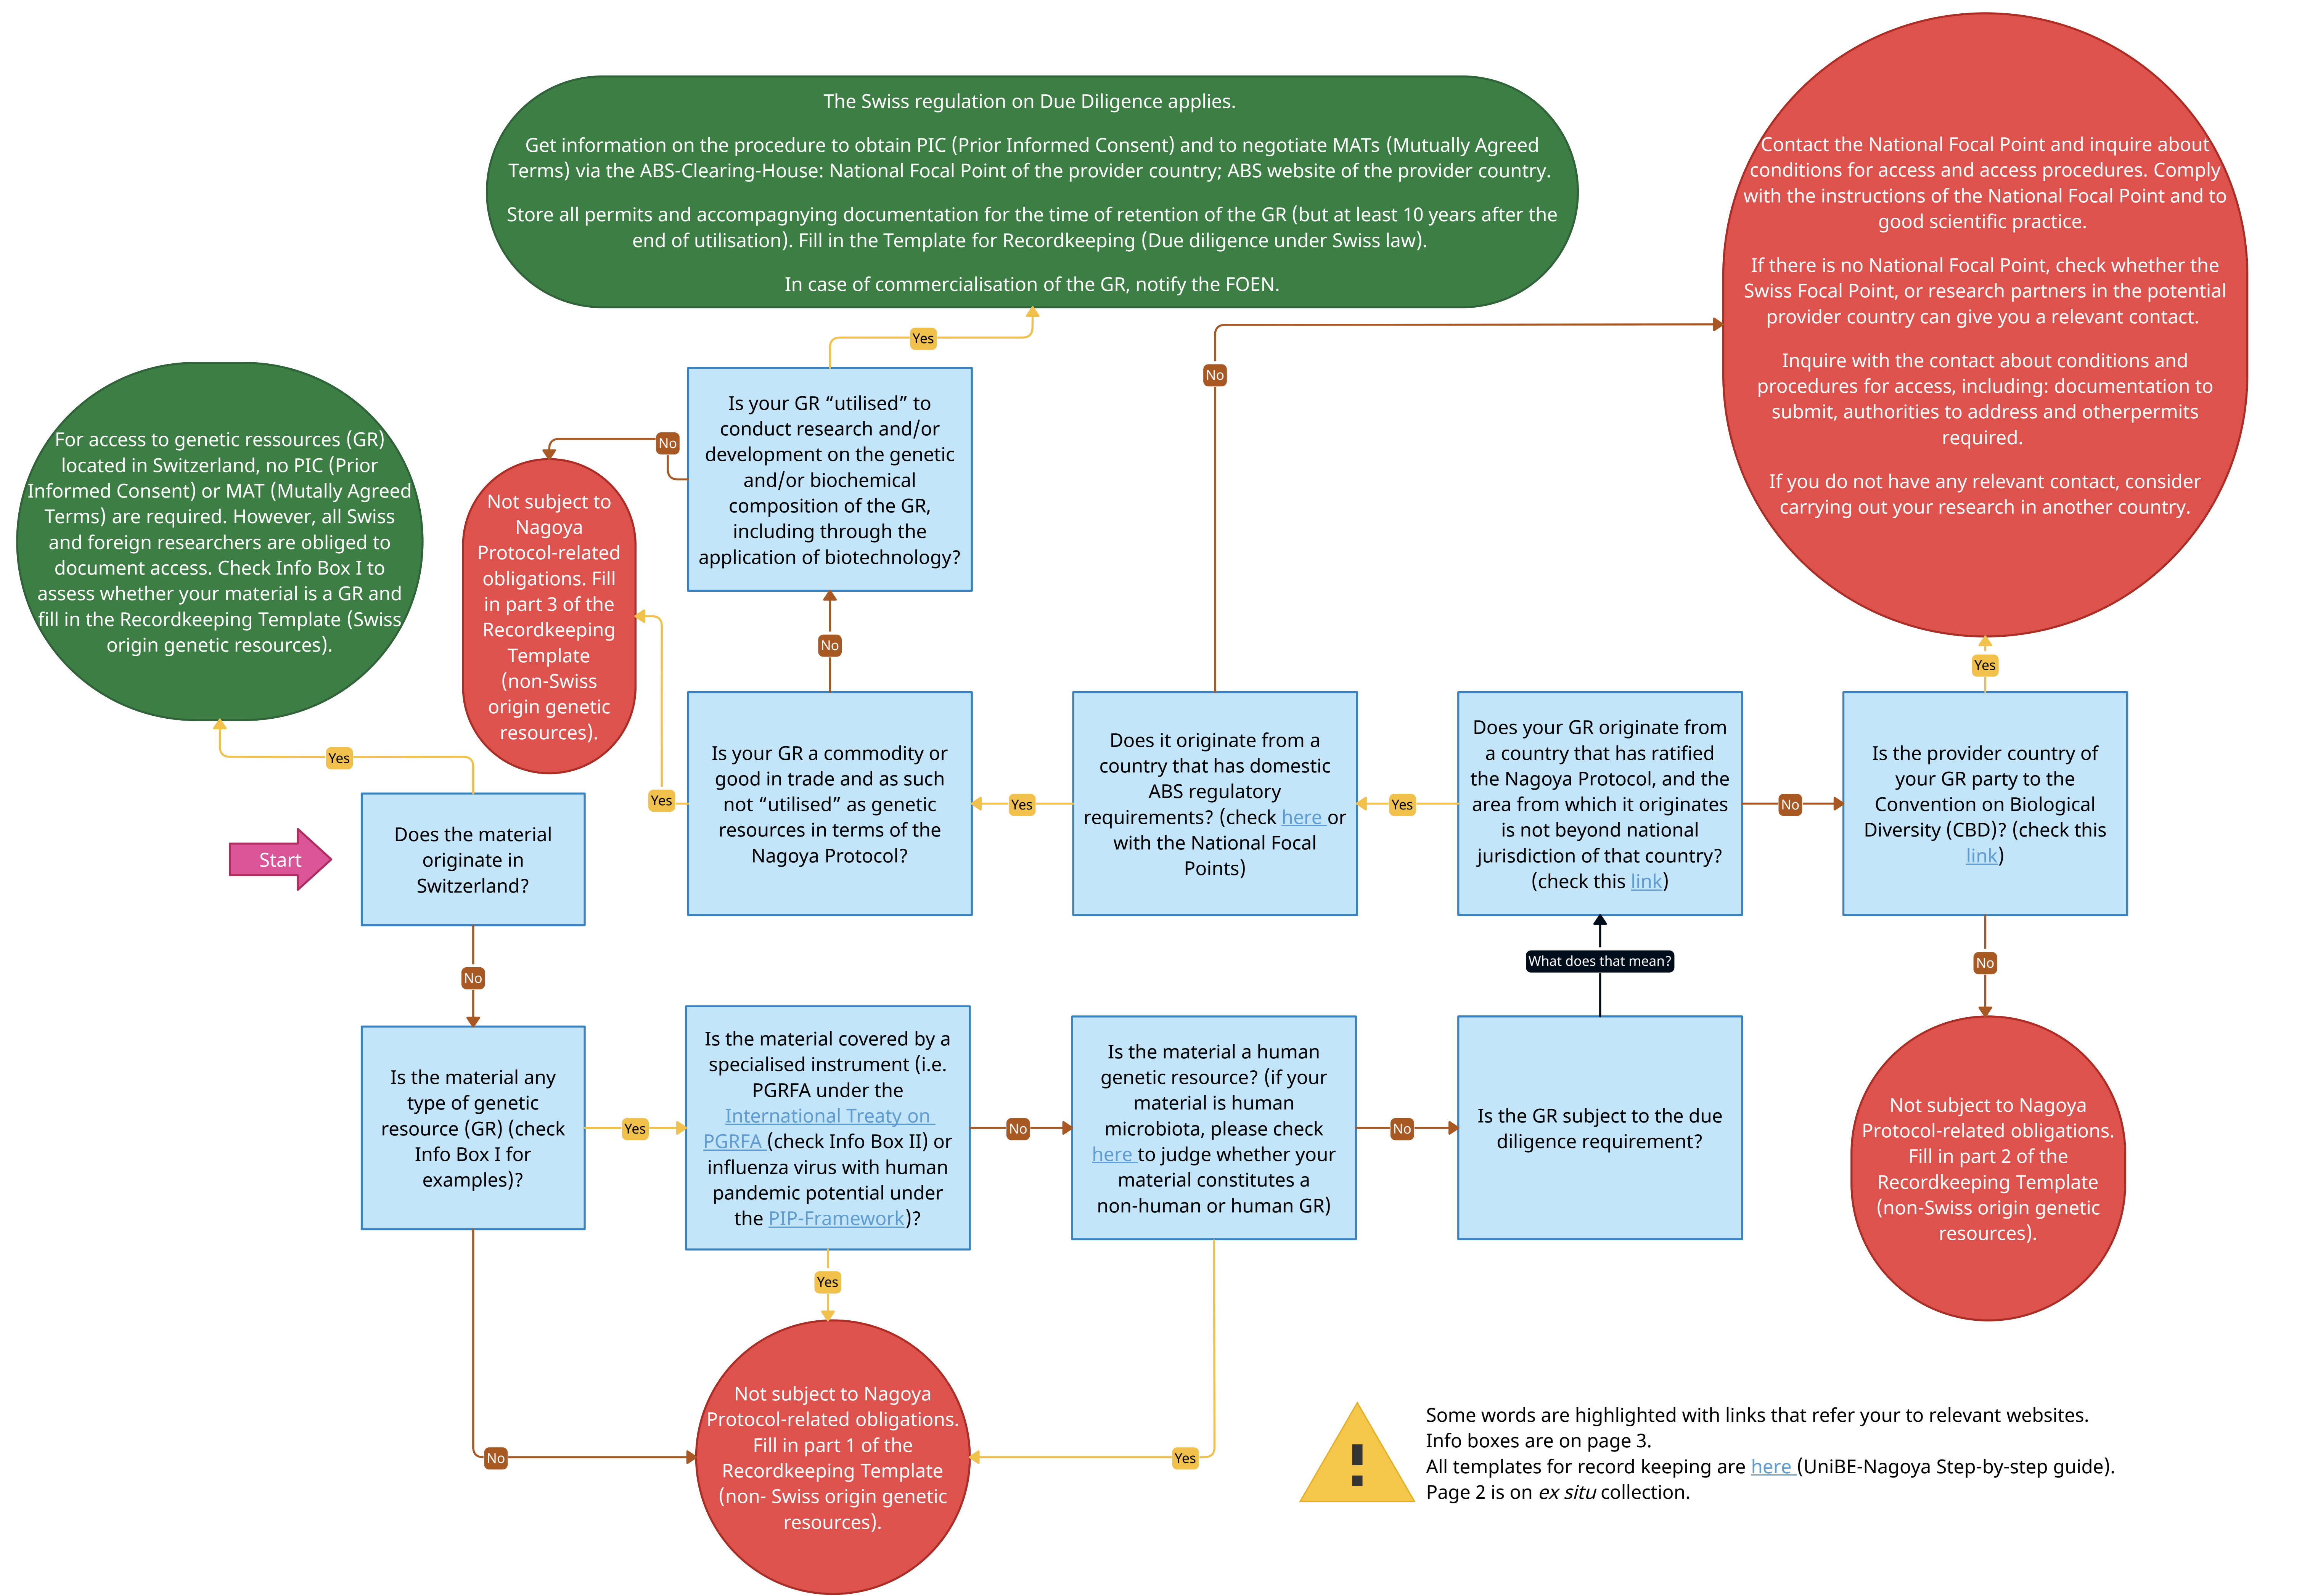 The Swiss regulation on Due Diligence applies.
Get information on the procedure to obtain PIC (Prior Informed Consent) and to negotiate MATs (Mutually Agreed
Terms) via the ABS-Clearing-House: National Focal Point of the provider country; ABS website of the provider country.
Store all permits and accompagnying documentation for the time of retention of the GR (but at least 10 years after the
end of utilisation). Fill in the Template for Recordkeeping (Due diligence under Swiss law).
In case of commercialisation of the GR, notify the FOEN.
Contact the National Focal Point and inquire about
conditions for access and access procedures. Comply
with the instructions of the National Focal Point and to
good scientific practice.
If there is no National Focal Point, check whether the
Swiss Focal Point, or research partners in the potential
provider country can give you a relevant contact.
Inquire with the contact about conditions and
procedures for access, including: documentation to
submit, authorities to address and otherpermits
required.
If you do not have any relevant contact, consider
carrying out your research in another country.
Yes
No
For access to genetic ressources (GR)
located in Switzerland, no PIC (Prior
Informed Consent) or MAT (Mutally Agreed
Terms) are required. However, all Swiss
and foreign researchers are obliged to
document access. Check Info Box I to
assess whether your material is a GR and
fill in the Recordkeeping Template (Swiss
origin genetic resources).
No
Not subject to
Nagoya
Protocol-related
obligations. Fill
in part 3 of the
Recordkeeping
Template
(non-Swiss
origin genetic
resources).
Is your GR “utilised” to
conduct research and/or
development on the genetic
and/or biochemical
composition of the GR,
including through the
application of biotechnology?
No
Yes
Yes
Yes
Start
Does the material
originate in
Switzerland?
Is your GR a commodity or
good in trade and as such
not “utilised” as genetic
resources in terms of the
Nagoya Protocol?
Yes
Does it originate from a
country that has domestic
ABS regulatory
requirements? (check here or
with the National Focal
Points)
Yes
Does your GR originate from
a country that has ratified
the Nagoya Protocol, and the
area from which it originates
is not beyond national
jurisdiction of that country?
(check this link)
No
Is the provider country of
your GR party to the
Convention on Biological
Diversity (CBD)? (check this
link)
No
What does that mean?
No
Is the material any
type of genetic
resource (GR) (check
Info Box I for
examples)?
Yes
Is the material covered by a
specialised instrument (i.e.
PGRFA under the
International Treaty on
PGRFA (check Info Box II) or
influenza virus with human
pandemic potential under
the PIP-Framework)?
No
Is the material a human
genetic resource? (if your
material is human
microbiota, please check
here to judge whether your
material constitutes a
non-human or human GR)
No
Is the GR subject to the due
diligence requirement?
Not subject to Nagoya
Protocol-related obligations.
Fill in part 2 of the
Recordkeeping Template
(non-Swiss origin genetic
resources).
Yes
No
Not subject to Nagoya
Protocol-related obligations.
Fill in part 1 of the
Recordkeeping Template
(non- Swiss origin genetic
resources).
Yes
!
Some words are highlighted with links that refer your to relevant websites.
Info boxes are on page 3.
All templates for record keeping are here (UniBE-Nagoya Step-by-step guide).
Page 2 is on ex situ collection.